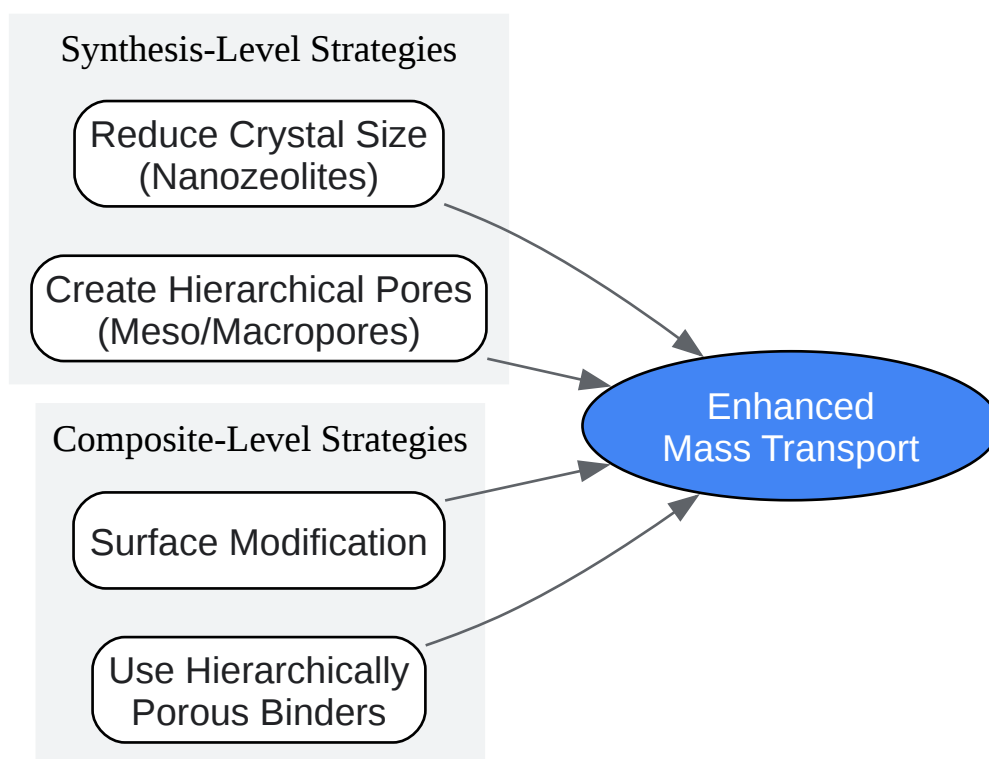 Synthesis-Level Strategies
Reduce Crystal Size
(Nanozeolites)
Create Hierarchical Pores
(Meso/Macropores)
Composite-Level Strategies
Surface Modification
Use Hierarchically
Porous Binders
Enhanced
Mass Transport